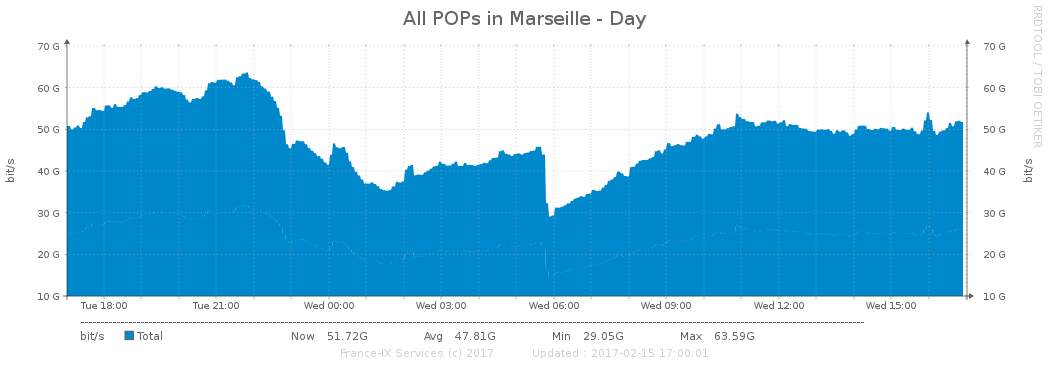 All POPs in Marseille - Day
RRDTOOL / TOBI OETIKER
70 G 70 G
60 G 60 G
50 G 50 G
40 G 40 G
30 G 30 G
20 G 20 G
10 G 10 G
bit/s bit/s
Tue 18:00 Tue 21:00 Wed 00:00 Wed 03:00 Wed 06:00 Wed 09:00 Wed 12:00 Wed 15:00
bit/s Total Now 51.72G Avg 47.81G Min 29.05G Max 63.59G
France-IX Services (c) 2017 Updated : 2017-02-15 17:00:01